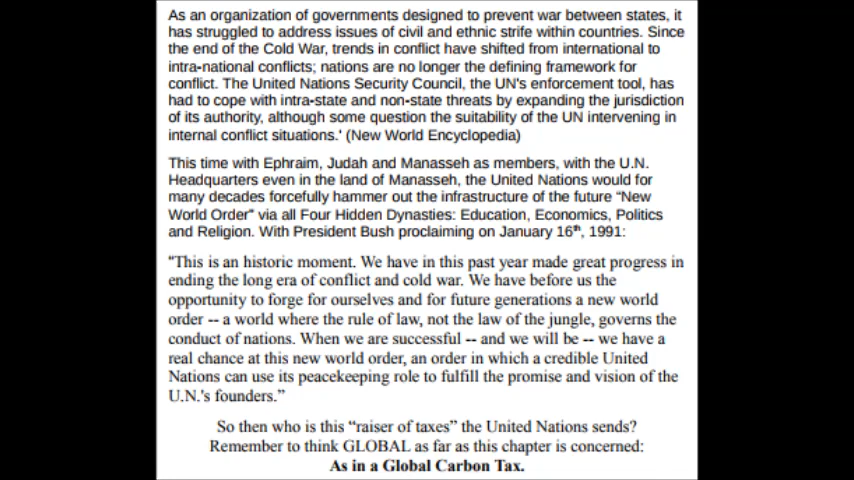 As an organization of governments designed to prevent war between states, it
has struggled to address issues of civil and ethnic strife within countries. Since
the end of the Cold War, trends in conflict have shifted from international to
intra-national conflicts; nations are no longer the defining framework for
conflict. The United Nations Security Council, the UN's enforcement tool, has
had to cope with intra-state and non-state threats by expanding the jurisdiction
of its authority, although some question the suitability of the UN intervening in
internal conflict situations.' (New World Encyclopedia)
This time with Ephraim, Judah and Manasseh as members, with the U.N.
Headquarters even in the land of Manasseh, the United Nations would for
many decades forcefully hammer out the infrastructure of the future “New
World Order” via all Four Hidden Dynasties: Education, Economics, Politics
and Religion. With President Bush proclaiming on January 16th, 1991:
“This is an historic moment. We have in this past year made great progress in
ending the long era of conflict and cold war. We have before us the
opportunity to forge for ourselves and for future generations a new world
order -- a world where the rule of law, not the law of the jungle, governs the
conduct of nations. When we are successful -- and we will be -- we have a
real chance at this new world order, an order in which a credible United
Nations can use its peacekeeping role to fulfill the promise and vision of the
U.N.'s founders.”
So then who is this “raiser of taxes” the United Nations sends?
Remember to think GLOBAL as far as this chapter is concerned:
As in a Global Carbon Tax.